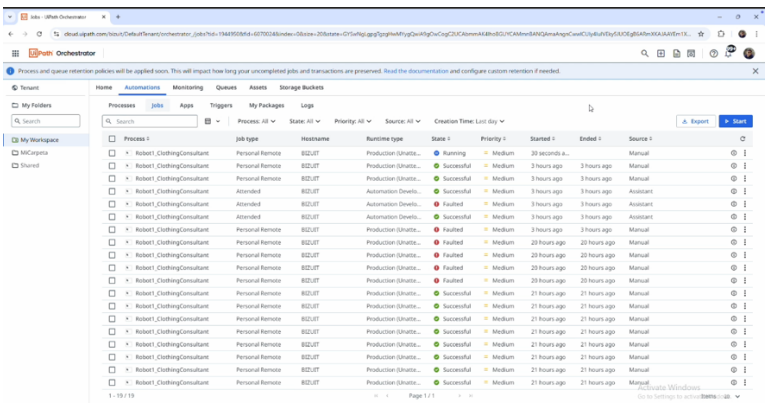 Jobs - UiPath Orchestrator
UiPath Orchestrator
Process and queue retention policies will be applied soon. This will impact how long your uncompleted jobs and transactions are preserved. Read the documentation and configure custom retention if needed.
Tenant
Home Automations Monitoring Queues Assets Storage Buckets
My Folders
Processes Jobs Apps Triggers My Packages Logs
Search
Search Process: All State: All Priority: All Source: All Creation Time: Last day Export Start
My Workspace
MiCarpeta
Shared
Process Job type Hostname Runtime type State Priority Started Ended Source
Robot1_ClothingConsultant Personal Remote BIZUIT Production (Unatte... Running Medium 30 seconds a... Manual
Robot1_ClothingConsultant Personal Remote BIZUIT Production (Unatte... Successful Medium 3 hours ago 3 hours ago Manual
Robot1_ClothingConsultant Personal Remote BIZUIT Production (Unatte... Successful Medium 3 hours ago 3 hours ago Manual
Robot1_ClothingConsultant Attended BIZUIT Automation Develo... Successful Medium 3 hours ago 3 hours ago Assistant
Robot1_ClothingConsultant Attended BIZUIT Automation Develo... Faulted Medium 3 hours ago 3 hours ago Assistant
Robot1_ClothingConsultant Attended BIZUIT Automation Develo... Successful Medium 3 hours ago 3 hours ago Assistant
Robot1_ClothingConsultant Personal Remote BIZUIT Production (Unatte... Faulted Medium 3 hours ago 3 hours ago Manual
Robot1_ClothingConsultant Personal Remote BIZUIT Production (Unatte... Faulted Medium 20 hours ago 20 hours ago Manual
Robot1_ClothingConsultant Personal Remote BIZUIT Production (Unatte... Faulted Medium 20 hours ago 20 hours ago Manual
Robot1_ClothingConsultant Personal Remote BIZUIT Production (Unatte... Faulted Medium 20 hours ago 20 hours ago Manual
Robot1_ClothingConsultant Personal Remote BIZUIT Production (Unatte... Faulted Medium 20 hours ago 20 hours ago Manual
Robot1_ClothingConsultant Personal Remote BIZUIT Production (Unatte... Successful Medium 21 hours ago 21 hours ago Manual
Robot1_ClothingConsultant Personal Remote BIZUIT Production (Unatte... Successful Medium 21 hours ago 21 hours ago Manual
Robot1_ClothingConsultant Personal Remote BIZUIT Production (Unatte... Successful Medium 21 hours ago 21 hours ago Manual
Robot1_ClothingConsultant Personal Remote BIZUIT Production (Unatte... Successful Medium 21 hours ago 21 hours ago Manual
Robot1_ClothingConsultant Personal Remote BIZUIT Production (Unatte... Successful Medium 21 hours ago 21 hours ago Manual
Robot1_ClothingConsultant Personal Remote BIZUIT Production (Unatte... Successful Medium 21 hours ago 21 hours ago Manual
Robot1_ClothingConsultant Personal Remote BIZUIT Production (Unatte... Successful Medium 21 hours ago 21 hours ago Manual
Robot1_ClothingConsultant Personal Remote BIZUIT Production (Unatte... Successful Medium 21 hours ago 21 hours ago Manual
Activate Windows
1 - 19 / 19 Page 1 / 1 Items
Go to Settings to activate